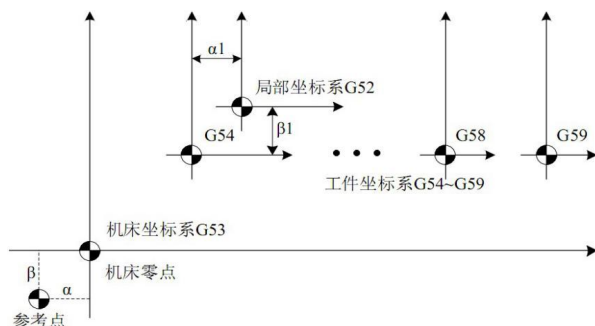 α1
局部坐标系G52
β1
G54
G58
G59
工件坐标系G54~G59
机床坐标系G53
机床零点
β
α
参考点